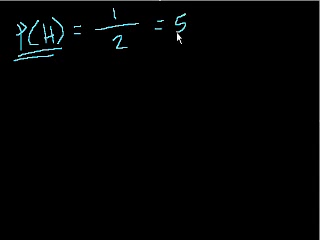 P(H) = 1/2 = 5